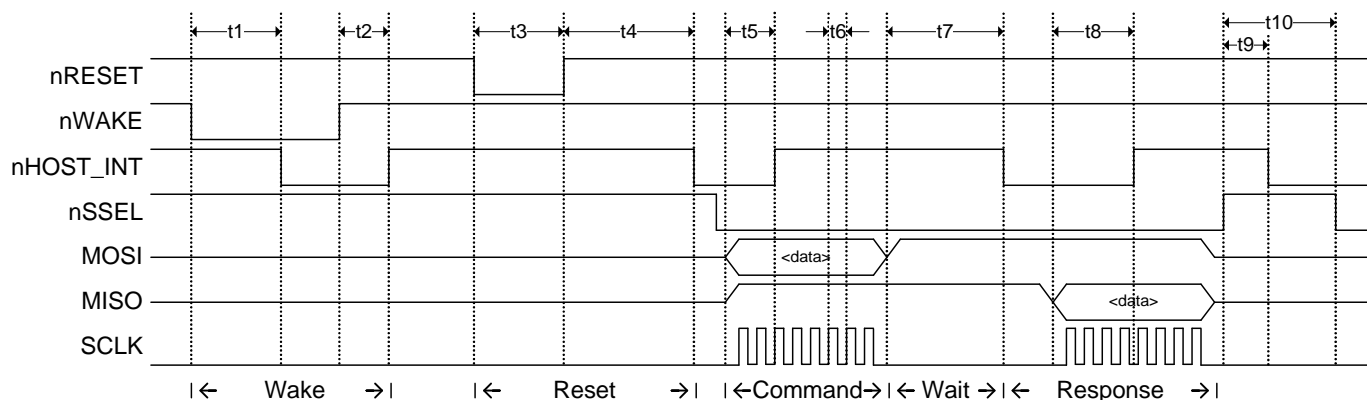 t1 t2 t3 t4 t5 t6 t7 t8 t10
t9
nRESET
nWAKE
nHOST_INT
nSSEL
MOSI <data>
MISO <data>
SCLK
Wake Reset Command Wait Response